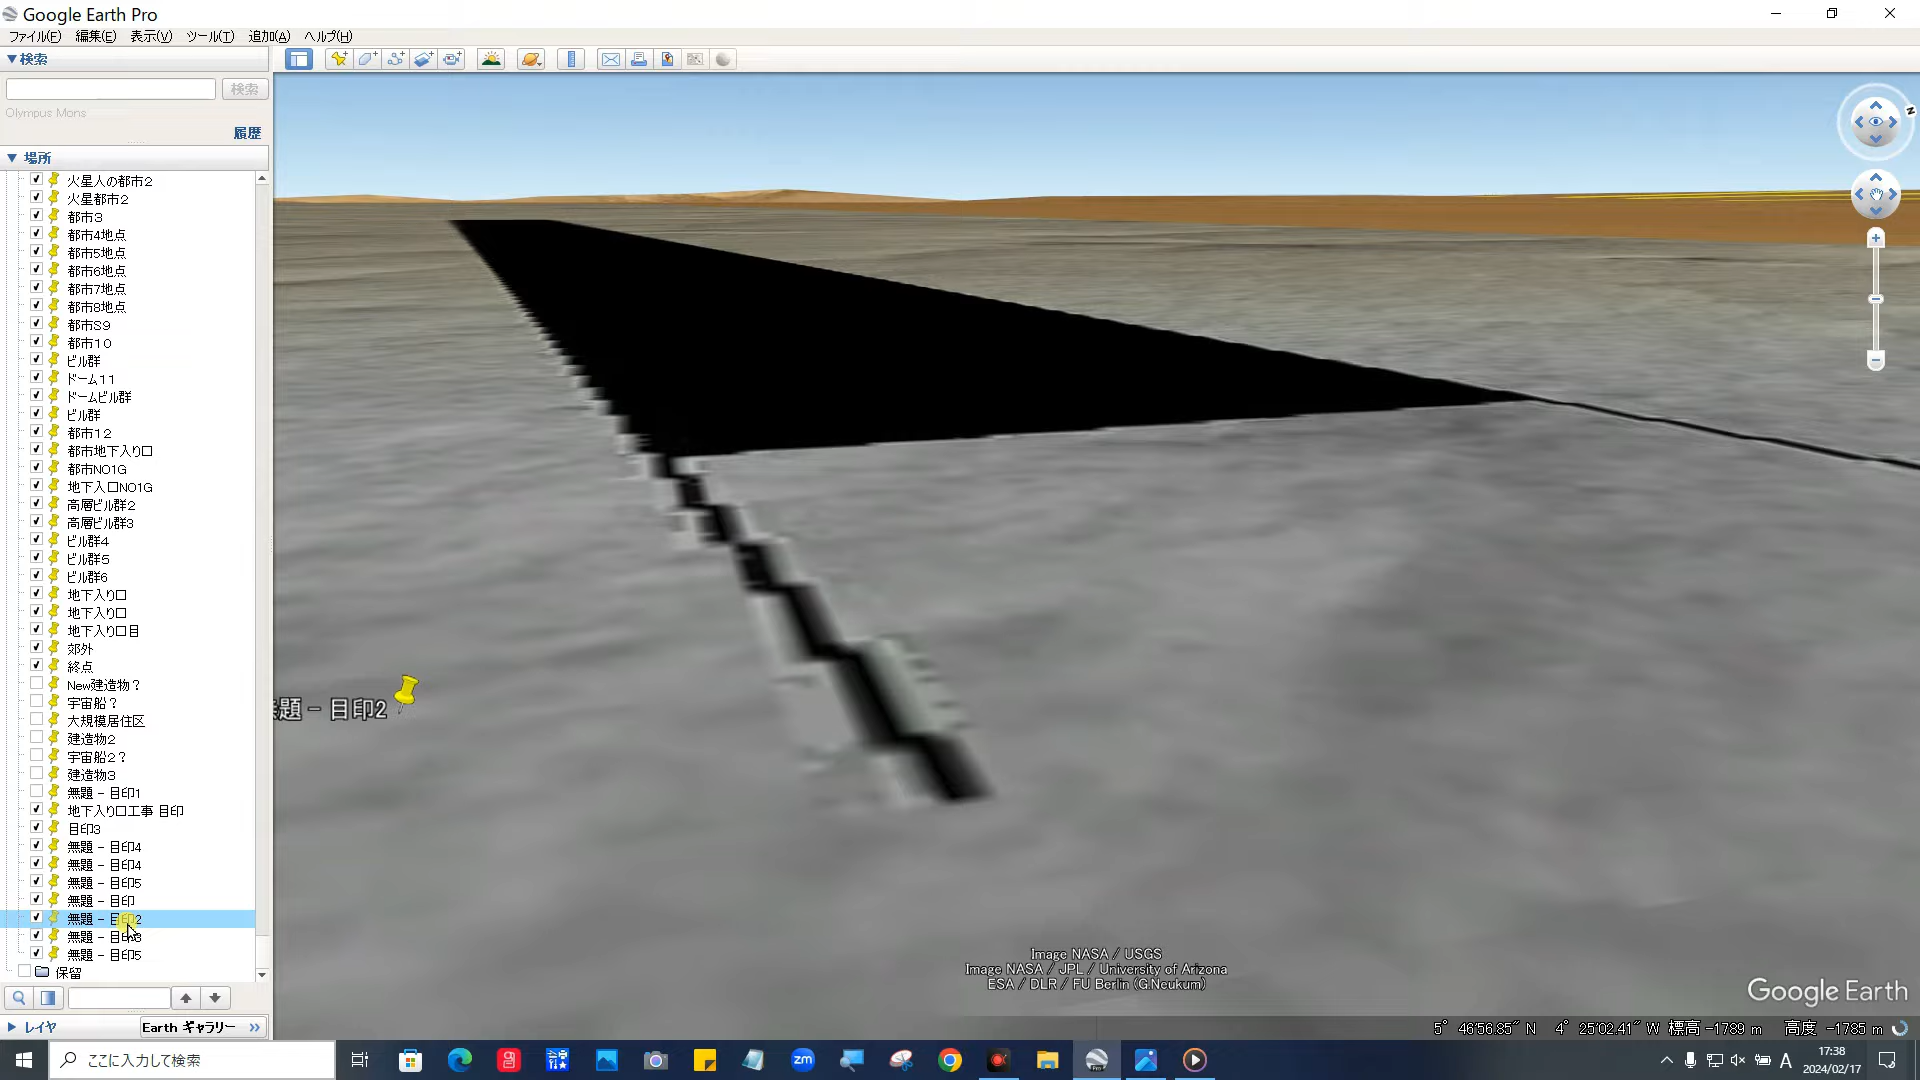 Google Earth Pro
ファイル(F) 編集(E) 表示(V) ツール(T) 追加(A) ヘルプ(H)
▼検索
検索
Olympus Mons
履歴
▼ 場所
火星人の都市2
火星都市2
都市3
都市4地点
都市5地点
都市6地点
都市7地点
都市8地点
都市S9
都市10
ビル群
ドーム11
ドームビル群
ビル群
都市12
都市地下入り口
都市NO1G
地下入口NO1G
高層ビル群2
高層ビル群3
ビル群4
ビル群5
ビル群6
地下入り口
地下入り口
地下入り口目
郊外
終点
New建造物？
宇宙船？
大規模居住区
建造物2
宇宙船2？
建造物3
無題 - 目印1
地下入り口工事 目印
目印3
無題 - 目印4
無題 - 目印4
無題 - 目印5
無題 - 目印
無題 - 目印2
無題 - 目印3
無題 - 目印5
保留
レイヤ
Earth ギャラリー »
N
題 - 目印2
Image NASA / USGS
Image NASA / JPL / University of Arizona
ESA / DLR / FU Berlin (G.Neukum)
Google Earth
5° 46'56.85" N 4° 25'02.41" W 標高 -1789 m 高度 -1785 m
ここに入力して検索
zm
A
17:38
2024/02/17